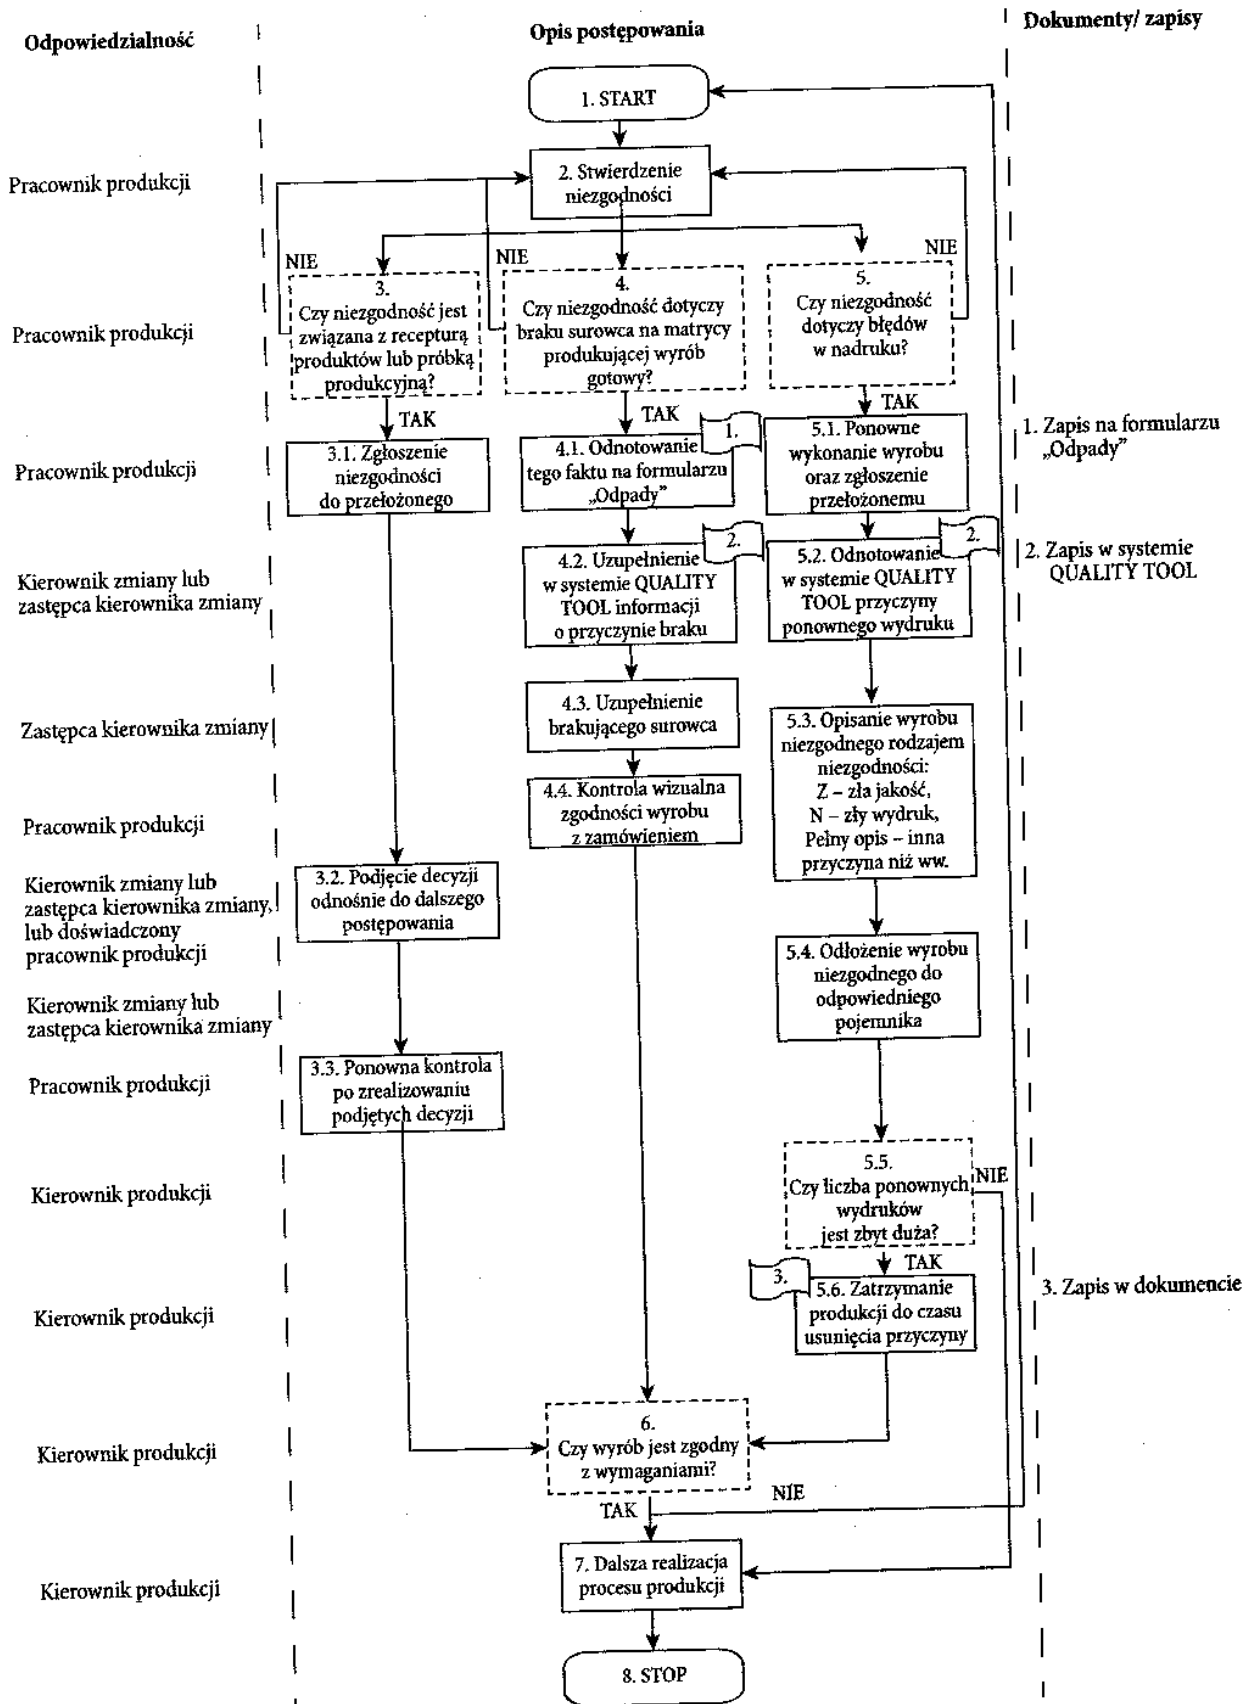 Odpowiedzialność
Opis postępowania
Dokumenty/ zapisy
1. START
Pracownik produkcji
2. Stwierdzenie
niezgodności
NIE
NIE
NIE
Pracownik produkcji
3.
Czy niezgodność jest
związana z recepturą
produktów lub próbką
produkcyjną?
4.
Czy niezgodność dotyczy
braku surowca na matrycy
produkującej wyrób
gotowy?
5.
Czy niezgodność
dotyczy błędów
w nadruku?
TAK
TAK
TAK
Pracownik produkcji
3.1. Zgłoszenie
niezgodności
do przełożonego
1.
4.1. Odnotowanie
tego faktu na formularzu
„Odpady”
5.1. Ponowne
wykonanie wyrobu
oraz zgłoszenie
przełożonemu
1. Zapis na formularzu
„Odpady”
Kierownik zmiany lub
zastępca kierownika zmiany
2.
4.2. Uzupełnienie
w systemie QUALITY
TOOL informacji
o przyczynie braku
2.
5.2. Odnotowanie
w systemie QUALITY
TOOL przyczyny
ponownego wydruku
2. Zapis w systemie
QUALITY TOOL
Zastępca kierownika zmiany
4.3. Uzupełnienie
brakującego surowca
5.3. Opisanie wyrobu
niezgodnego rodzajem
niezgodności:
Z – zła jakość,
N – zły wydruk,
Pełny opis – inna
przyczyna niż ww.
Pracownik produkcji
4.4. Kontrola wizualna
zgodności wyrobu
z zamówieniem
Kierownik zmiany lub
zastępca kierownika zmiany,
lub doświadczony
pracownik produkcji
3.2. Podjęcie decyzji
odnośnie do dalszego
postępowania
5.4. Odłożenie wyrobu
niezgodnego do
odpowiedniego
pojemnika
Kierownik zmiany lub
zastępca kierownika zmiany
Pracownik produkcji
3.3. Ponowna kontrola
po zrealizowaniu
podjętych decyzji
Kierownik produkcji
5.5.
Czy liczba ponownych
wydruków
jest zbyt duża?
NIE
TAK
Kierownik produkcji
3.
5.6. Zatrzymanie
produkcji do czasu
usunięcia przyczyny
3. Zapis w dokumencie
Kierownik produkcji
6.
Czy wyrób jest zgodny
z wymaganiami?
TAK
NIE
Kierownik produkcji
7. Dalsza realizacja
procesu produkcji
8. STOP